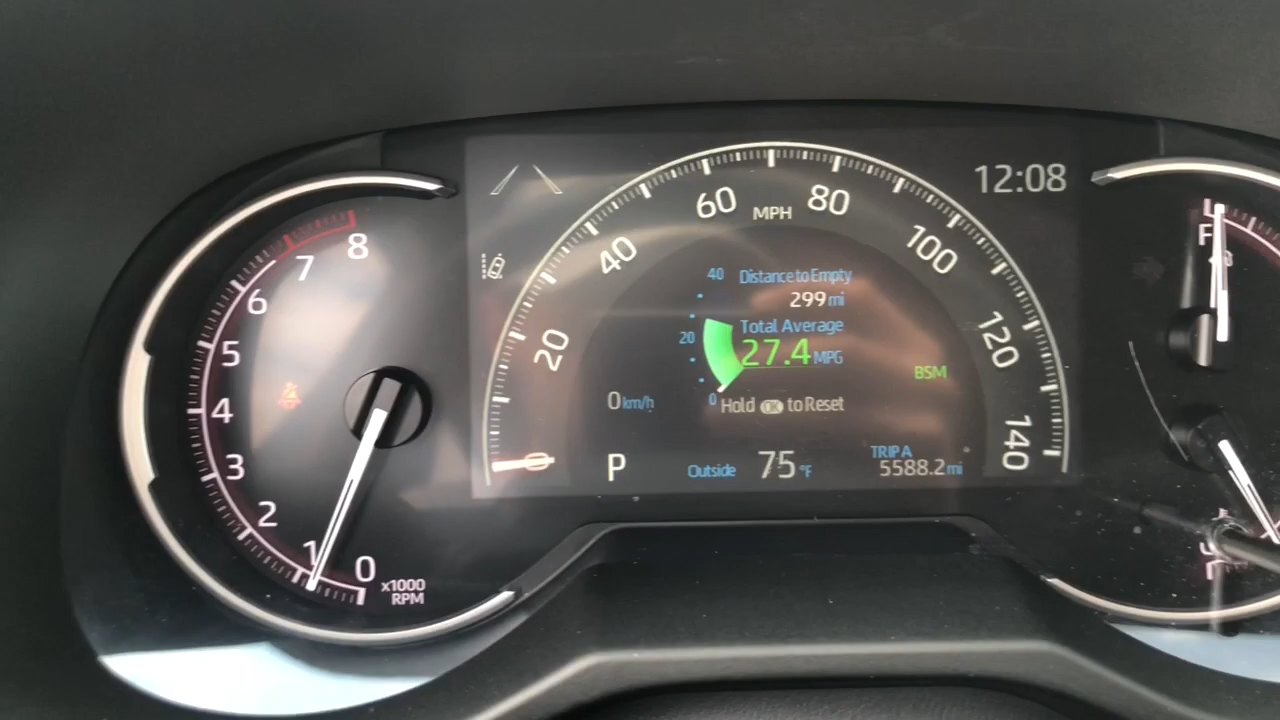 8
7
6
5
4
3
2
1
0
x1000
RPM
12:08
60
MPH
80
40
100
20
120
0
140
40
Distance to Empty
299 mi
20
Total Average
27.4 MPG
BSM
0 km/h
0
Hold OK to Reset
P
Outside 75 °F
TRIP A
5588.2 mi
F